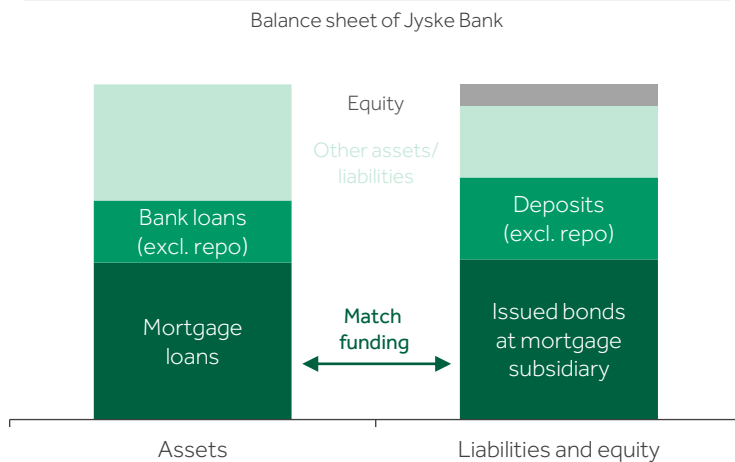 Balance sheet of Jyske Bank
Equity
Other assets/
liabilities
Bank loans
(excl. repo)
Deposits
(excl. repo)
Mortgage
loans
Match
funding
Issued bonds
at mortgage
subsidiary
Assets
Liabilities and equity